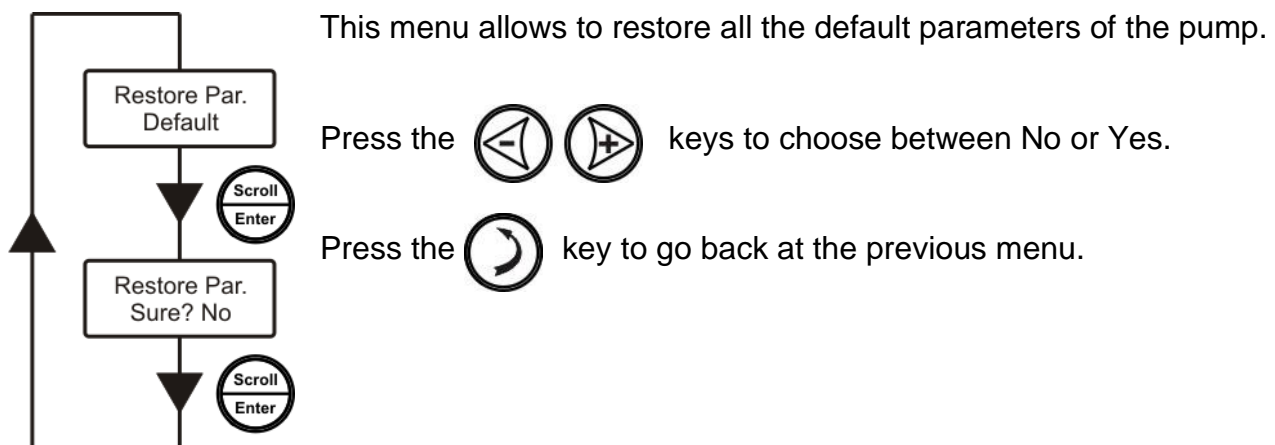 This menu allows to restore all the default parameters of the pump.
Restore Par.
Default
Press the - + keys to choose between No or Yes.
Scroll
Enter
Press the key to go back at the previous menu.
Restore Par.
Sure? No
Scroll
Enter